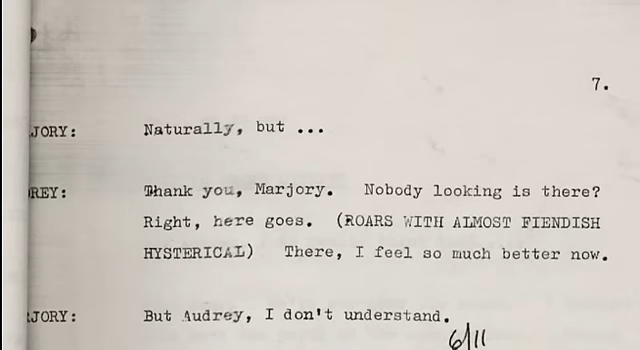 7.
JORY: Naturally, but ...
REY: Thank you, Marjory. Nobody looking is there?
Right, here goes. (ROARS WITH ALMOST FIENDISH
HYSTERICAL) There, I feel so much better now.
JORY: But Audrey, I don't understand.
6/11